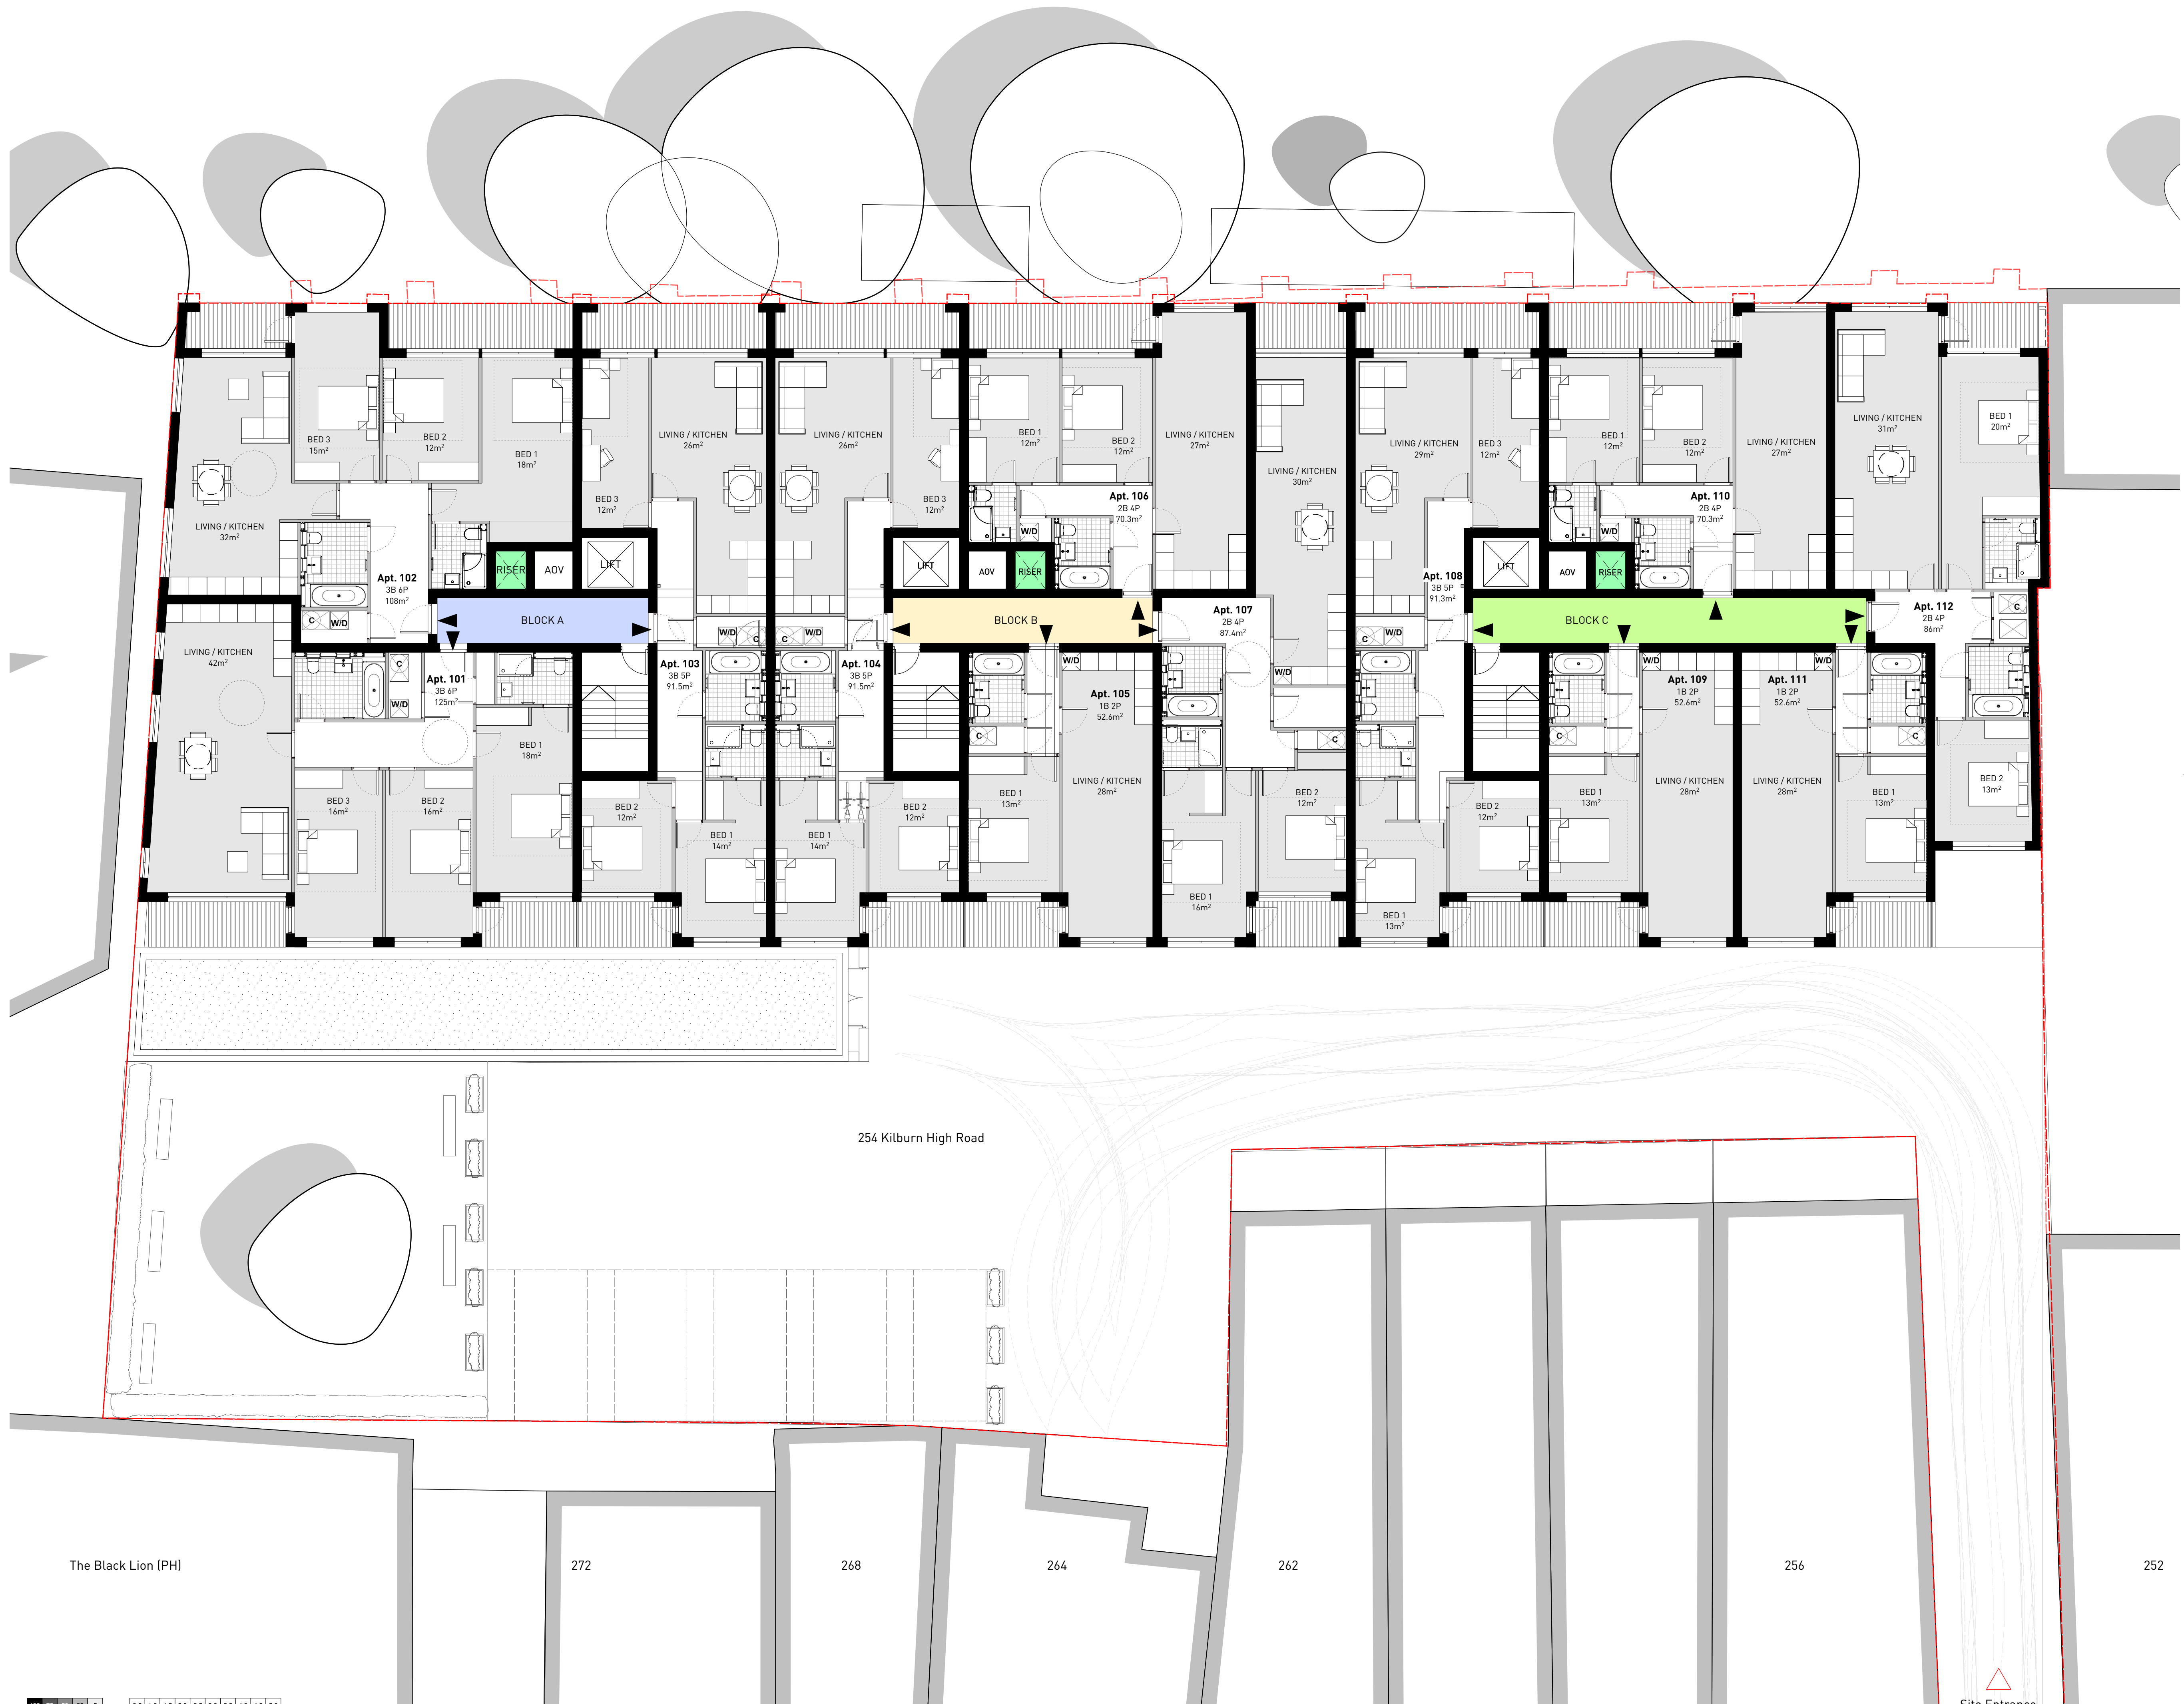 BED 3
15m²
BED 2
12m²
BED 1
18m²
LIVING / KITCHEN
32m²
Apt. 102
3B 6P
108m²
C
W/D
RISER
AOV
LIFT
BED 3
12m²
LIVING / KITCHEN
26m²
LIVING / KITCHEN
26m²
BED 3
12m²
BED 1
12m²
BED 2
12m²
LIVING / KITCHEN
27m²
Apt. 106
2B 4P
70.3m²
W/D
LIFT
AOV
RISER
LIVING / KITCHEN
30m²
LIVING / KITCHEN
29m²
BED 3
12m²
BED 1
12m²
BED 2
12m²
LIVING / KITCHEN
27m²
Apt. 110
2B 4P
70.3m²
W/D
LIFT
AOV
RISER
LIVING / KITCHEN
31m²
BED 1
20m²
Apt. 108
3B 5P
91.3m²
BLOCK A
BLOCK B
BLOCK C
Apt. 107
2B 4P
87.4m²
Apt. 112
2B 4P
86m²
C
W/D
C
C
W/D
C
W/D
LIVING / KITCHEN
42m²
C
W/D
Apt. 101
3B 6P
125m²
Apt. 103
3B 5P
91.5m²
Apt. 104
3B 5P
91.5m²
W/D
Apt. 105
1B 2P
52.6m²
C
W/D
C
W/D
Apt. 109
1B 2P
52.6m²
C
W/D
Apt. 111
1B 2P
52.6m²
C
BED 3
16m²
BED 2
16m²
BED 1
18m²
BED 2
12m²
BED 1
14m²
BED 1
14m²
BED 2
12m²
BED 1
13m²
LIVING / KITCHEN
28m²
BED 1
16m²
BED 2
12m²
BED 1
13m²
BED 2
12m²
BED 1
13m²
LIVING / KITCHEN
28m²
LIVING / KITCHEN
28m²
BED 1
13m²
BED 2
13m²
254 Kilburn High Road
The Black Lion (PH)
272
268
264
262
256
252
Site Entrance